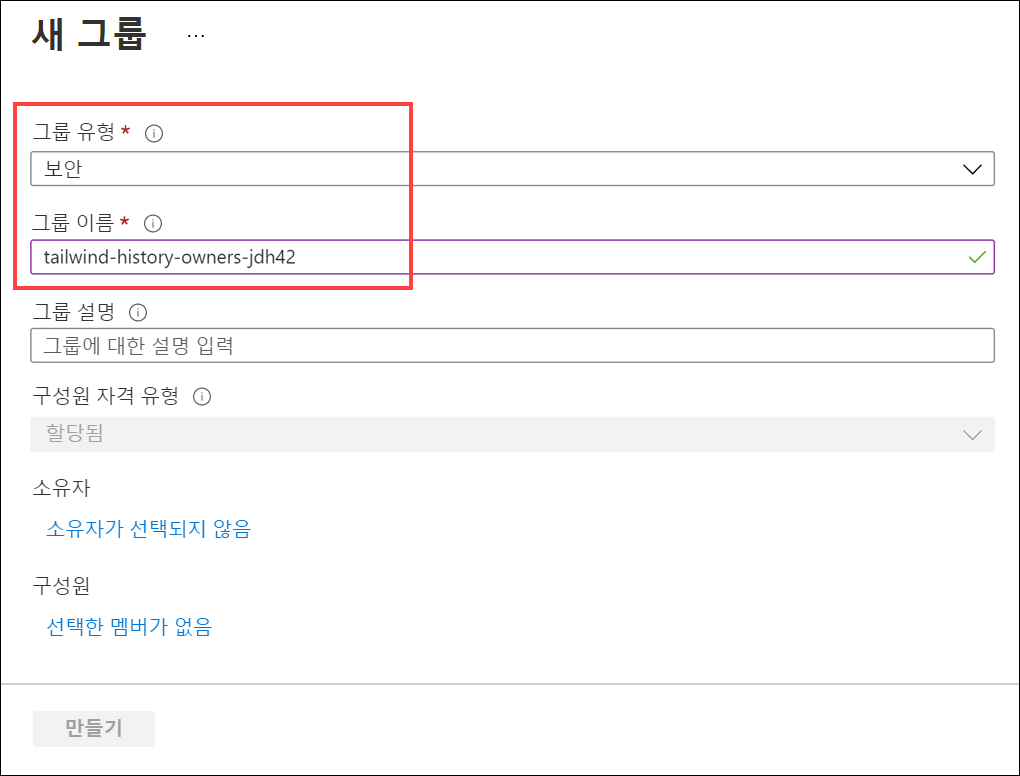 새 그룹 ...
그룹 유형 *
보안
그룹 이름 *
tailwind-history-owners-jdh42
그룹 설명
그룹에 대한 설명 입력
구성원 자격 유형
할당됨
소유자
소유자가 선택되지 않음
구성원
선택한 멤버가 없음
만들기